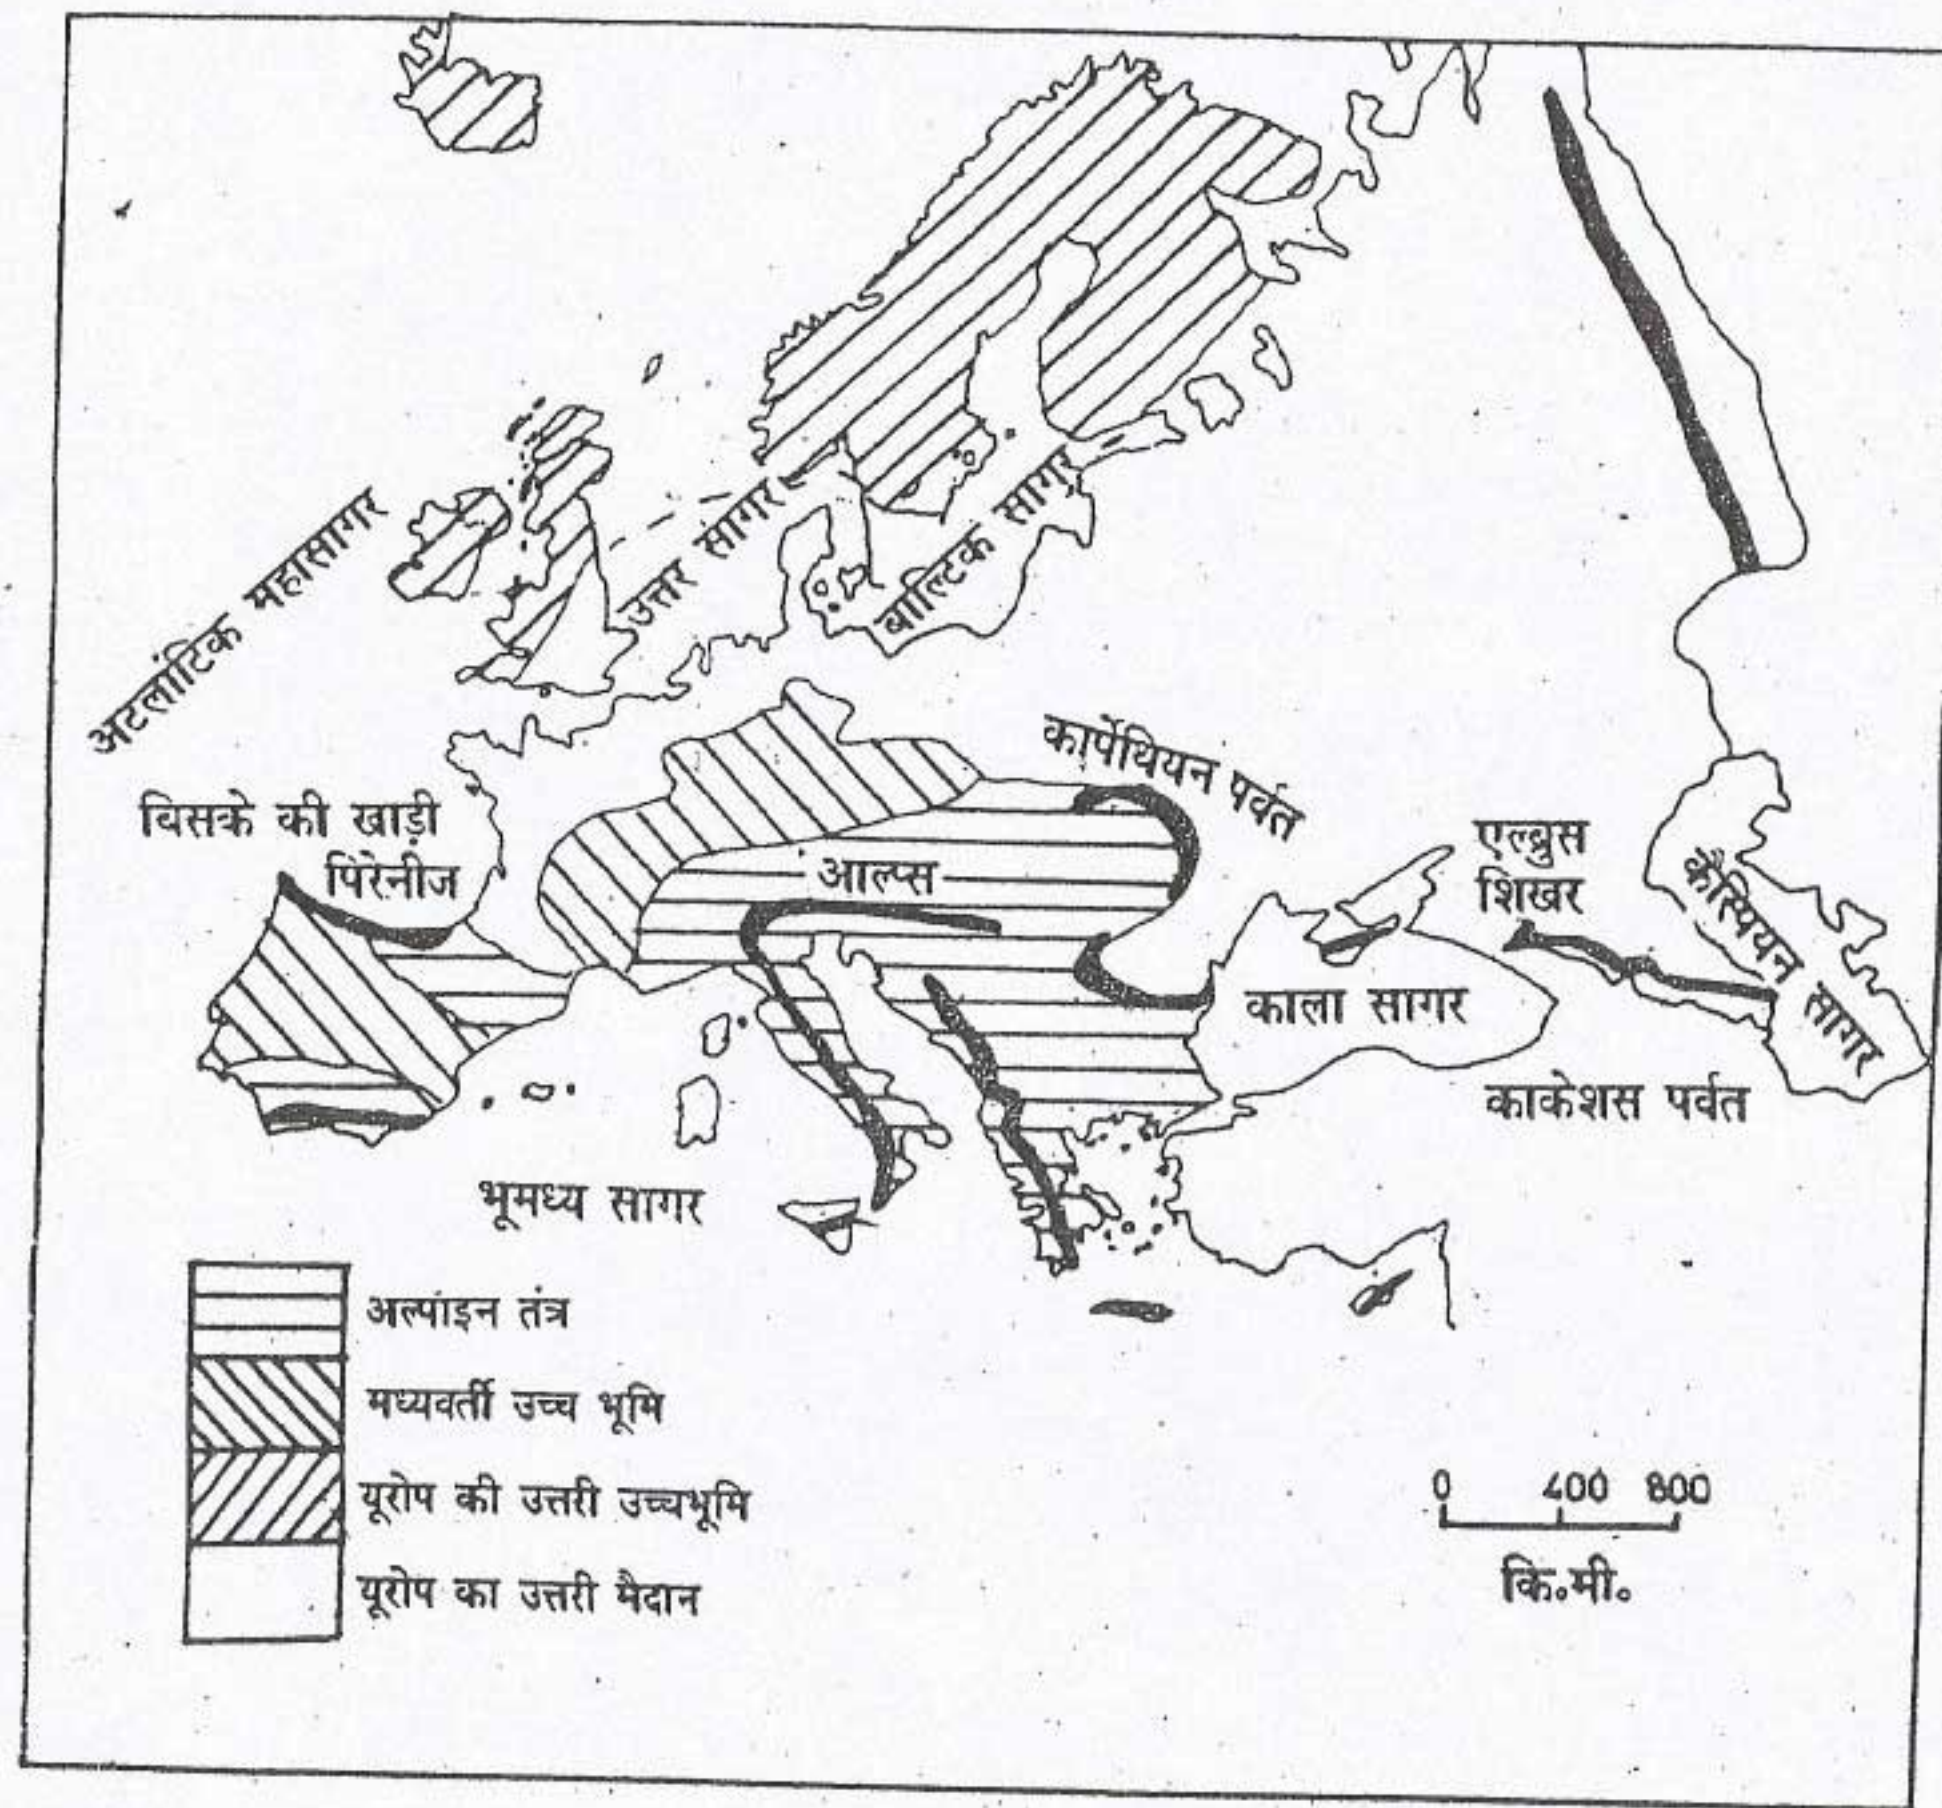 अटलांटिक महासागर
उत्तर सागर
बाल्टिक सागर
कार्पेथियन पर्वत
विसके की खाड़ी
पिरेनीज
आल्प्स
एल्ब्रुस
शिखर
कैस्पियन सागर
काला सागर
काकेशस पर्वत
भूमध्य सागर
अल्पाइन तंत्र
मध्यवर्ती उच्च भूमि
यूरोप की उत्तरी उच्चभूमि
यूरोप का उत्तरी मैदान
0 400 800
कि॰मी॰